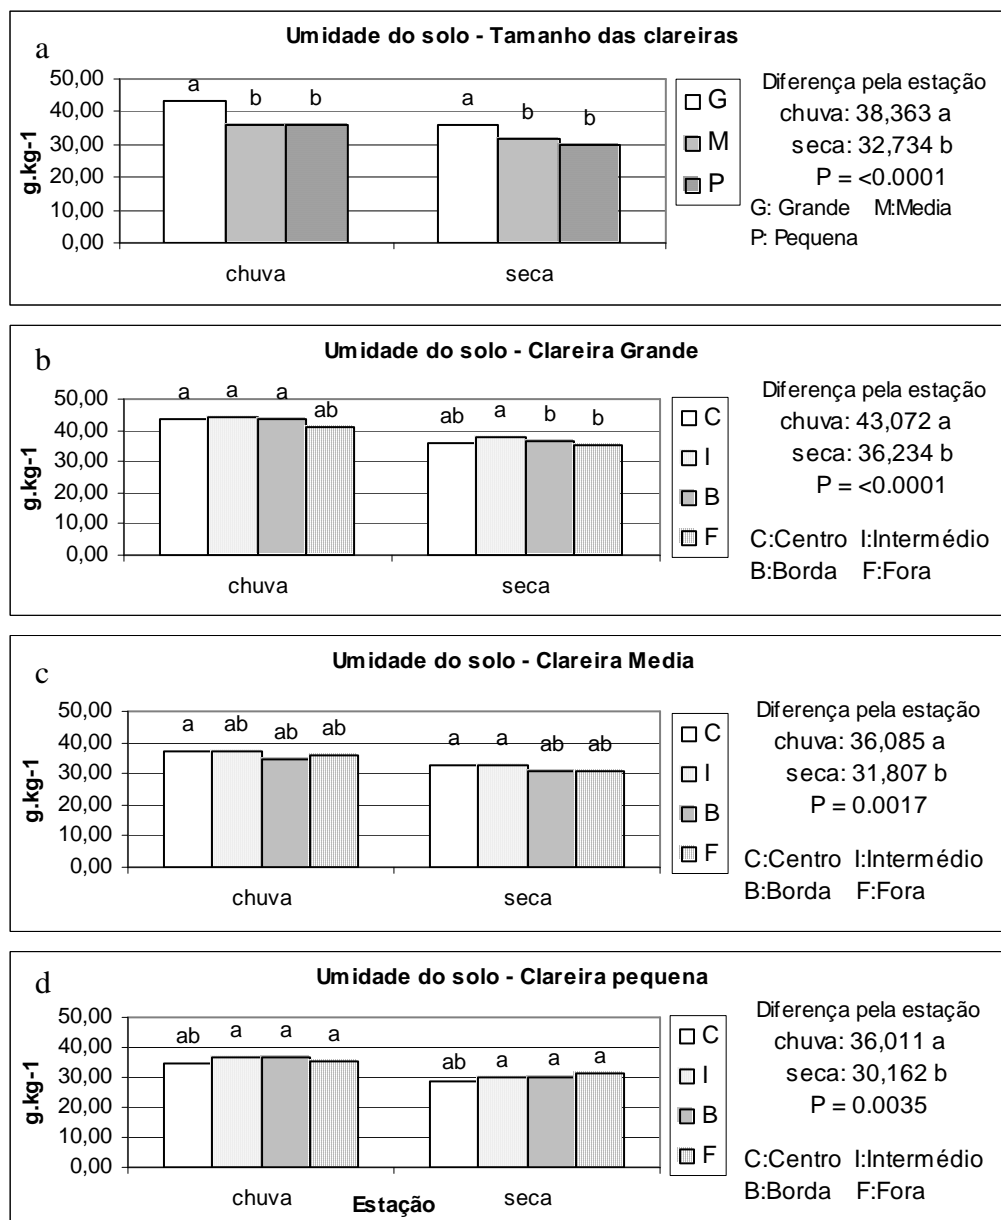 a
Umidade do solo - Tamanho das clareiras
50,00
40,00
30,00
20,00
10,00
0,00
g.kg-1
a b b a b b
chuva seca
G
M
P
Diferença pela estação
chuva: 38,363 a
seca: 32,734 b
P = <0.0001
G: Grande M:Media
P: Pequena
b
Umidade do solo - Clareira Grande
50,00
40,00
30,00
20,00
10,00
0,00
g.kg-1
a a a ab ab a b b
chuva seca
C
I
B
F
Diferença pela estação
chuva: 43,072 a
seca: 36,234 b
P = <0.0001
C:Centro I:Intermédio
B:Borda F:Fora
c
Umidade do solo - Clareira Media
50,00
40,00
30,00
20,00
10,00
0,00
g.kg-1
a ab ab ab a a ab ab
chuva seca
C
I
B
F
Diferença pela estação
chuva: 36,085 a
seca: 31,807 b
P = 0.0017
C:Centro I:Intermédio
B:Borda F:Fora
d
Umidade do solo - Clareira pequena
50,00
40,00
30,00
20,00
10,00
0,00
g.kg-1
ab a a a ab a a a
chuva seca
Estação
C
I
B
F
Diferença pela estação
chuva: 36,011 a
seca: 30,162 b
P = 0.0035
C:Centro I:Intermédio
B:Borda F:Fora